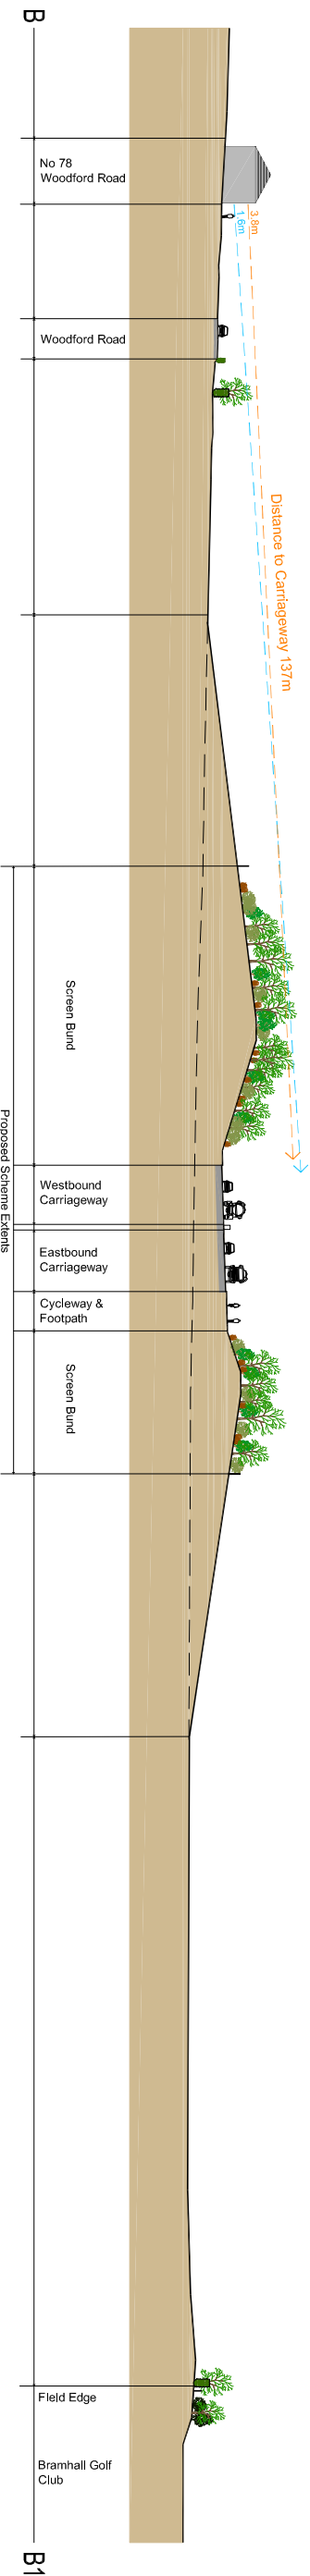 B
No 78
Woodford Road
3.8m
1.6m
Woodford Road
Distance to Carriageway 137m
Screen Bund
Westbound
Carriageway
Eastbound
Carriageway
Cycleway &
Footpath
Screen Bund
Proposed Scheme Extents
Field Edge
Bramhall Golf
Club
B1